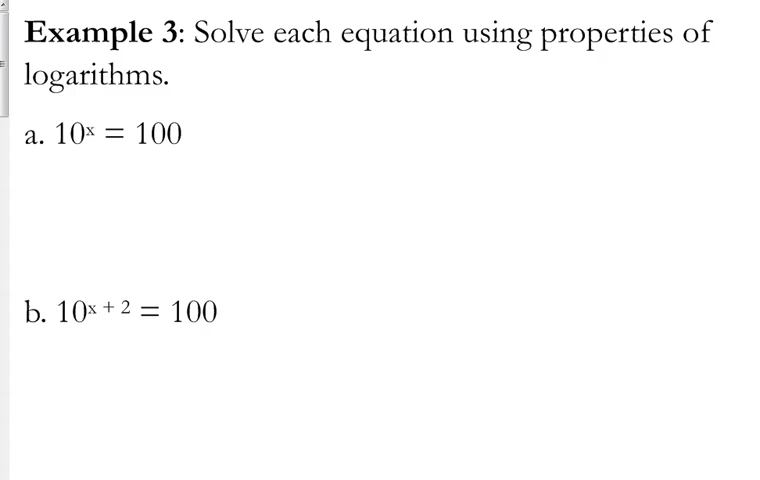 Example 3: Solve each equation using properties of
logarithms.
a. 10ˣ = 100
b. 10ˣ ⁺ ² = 100